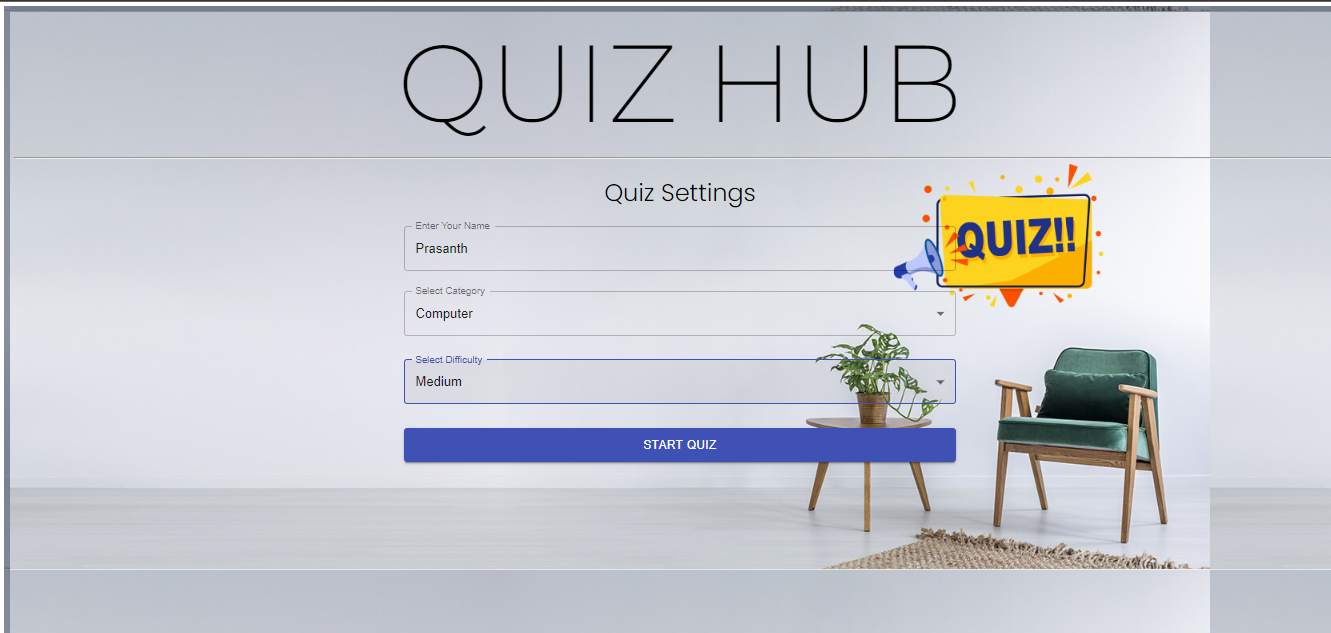 QUIZ HUB
Quiz Settings
Enter Your Name
Prasanth
QUIZ!!
Select Category
Computer
Select Difficulty
Medium
START QUIZ